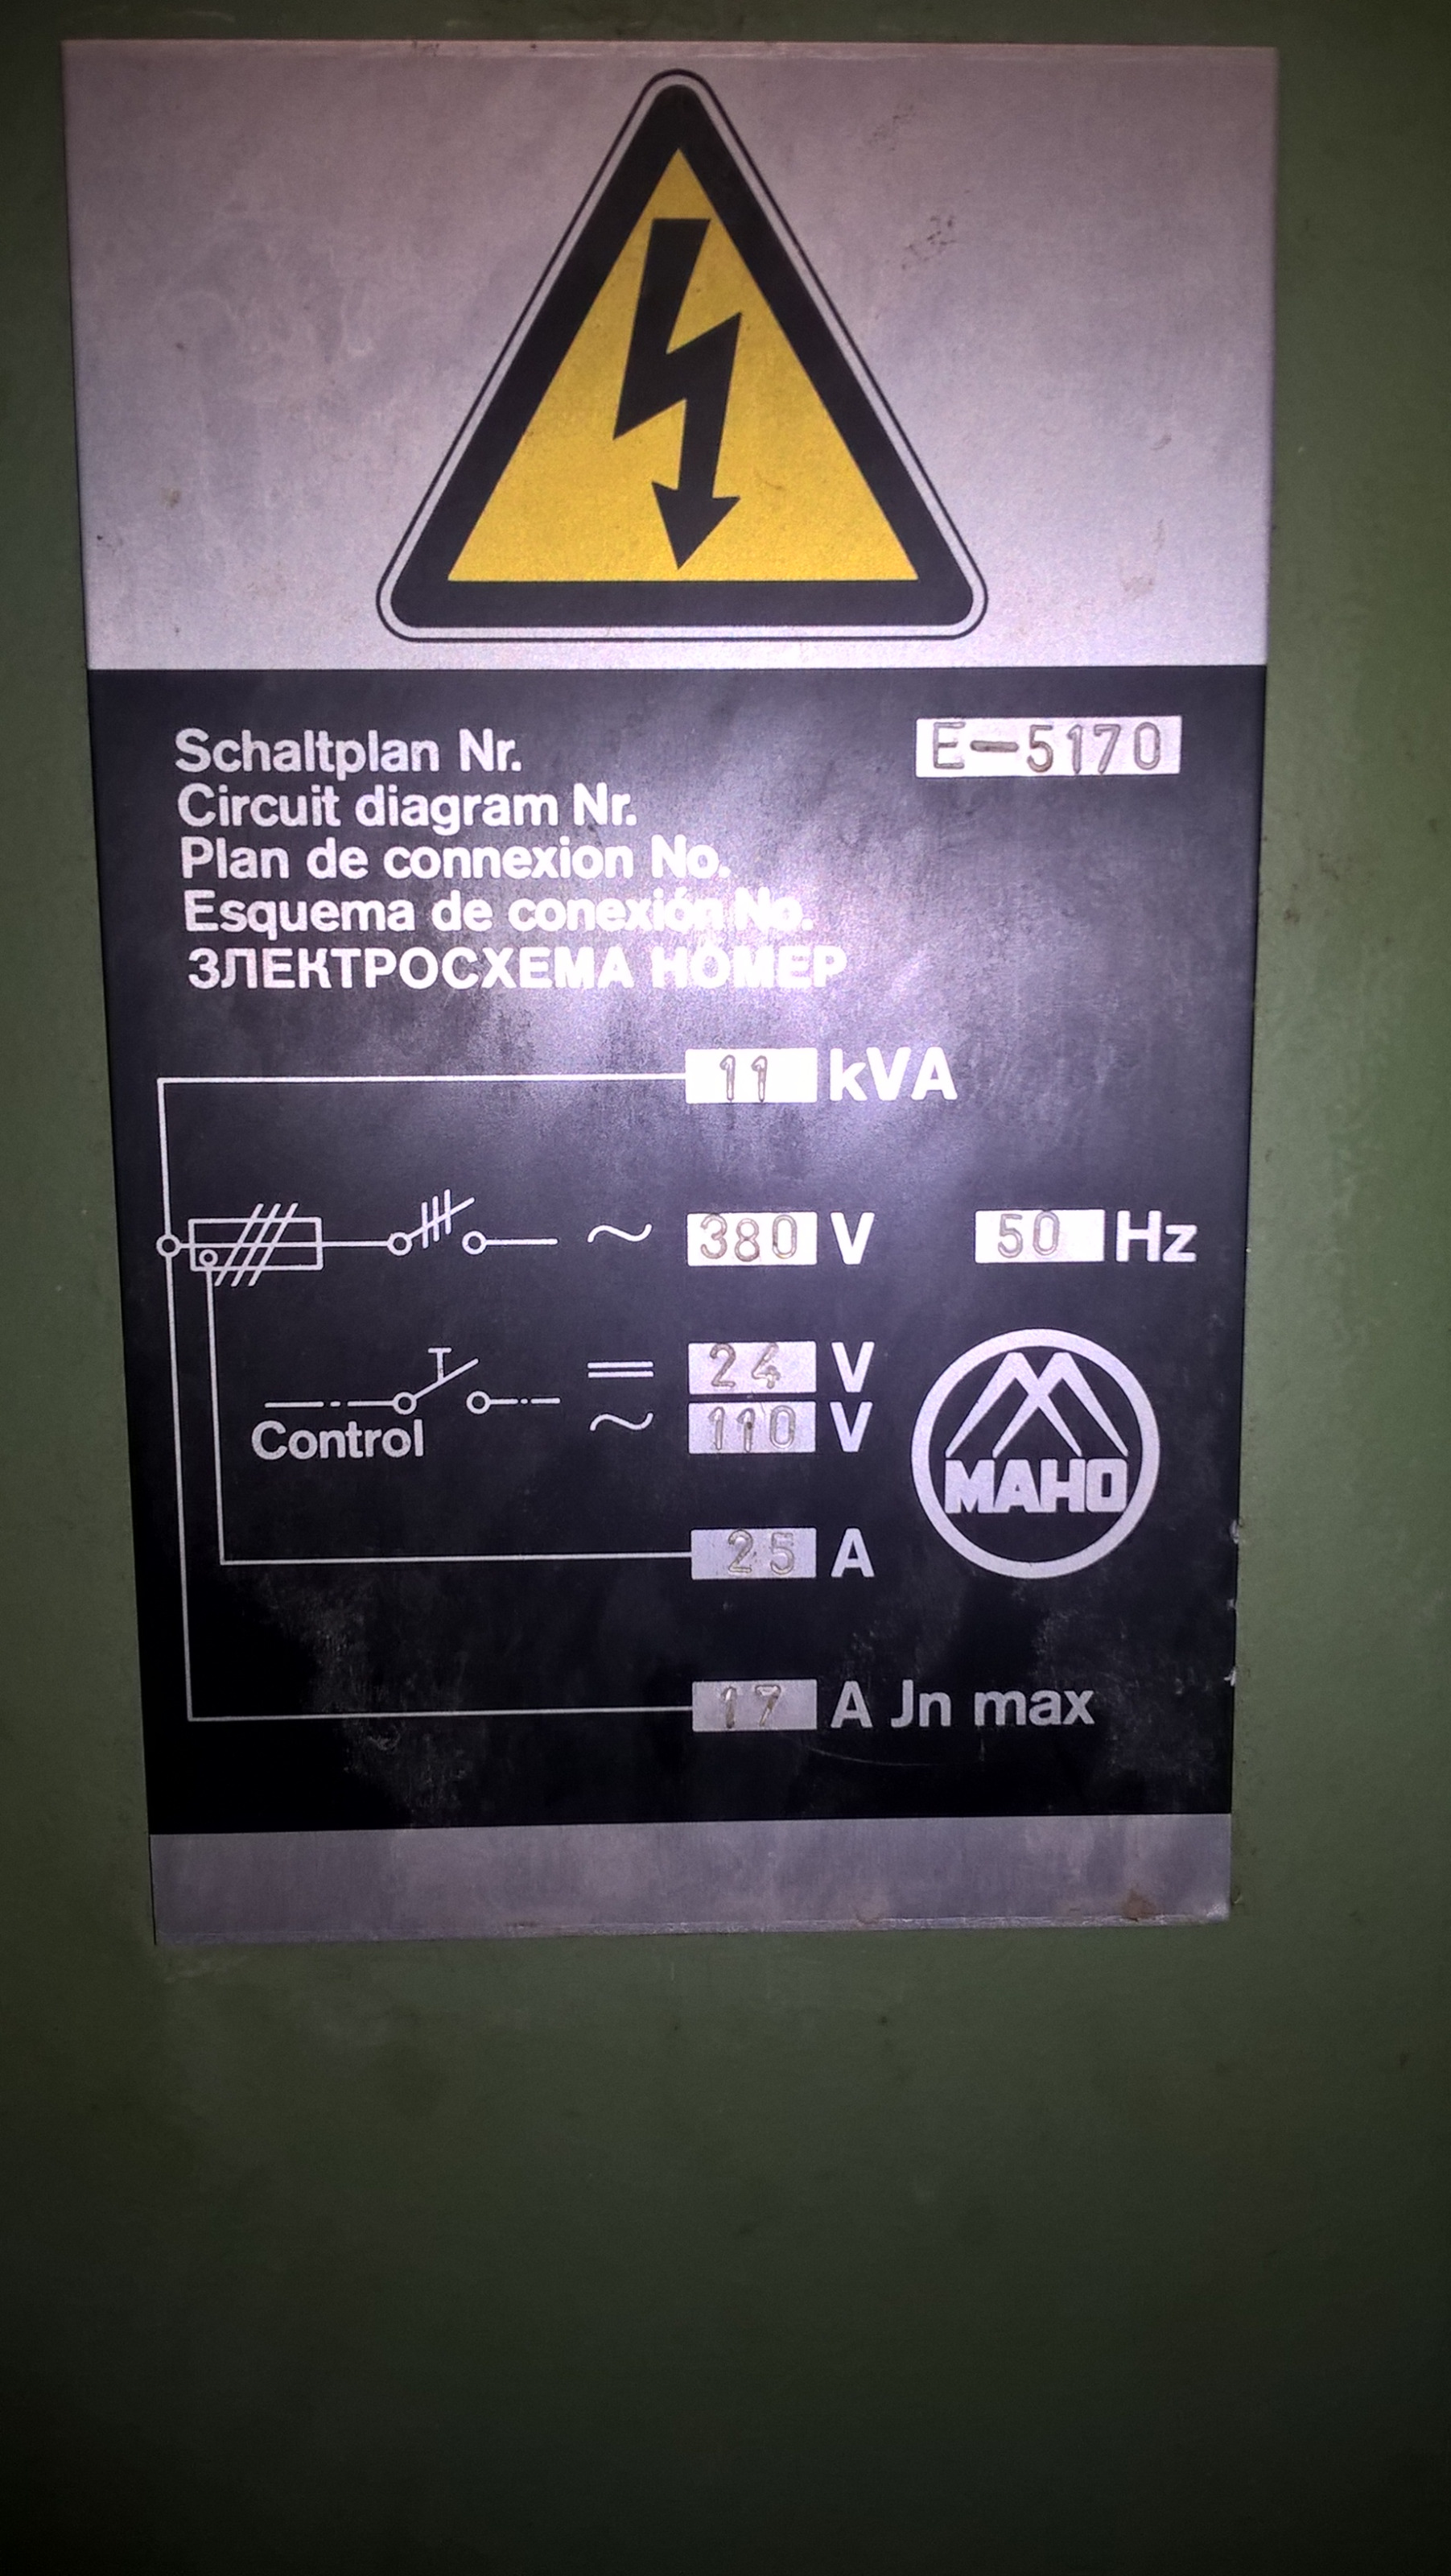 Schaltplan Nr. E-5170
Circuit diagram Nr.
Plan de connexion No.
Esquema de conexión No.
ЗЛЕКТРОСХЕМА НОМЕР
11 kVA
~ 380 V 50 Hz
= 24 V
~ 110 V
Control
MAHO
25 A
17 A Jn max